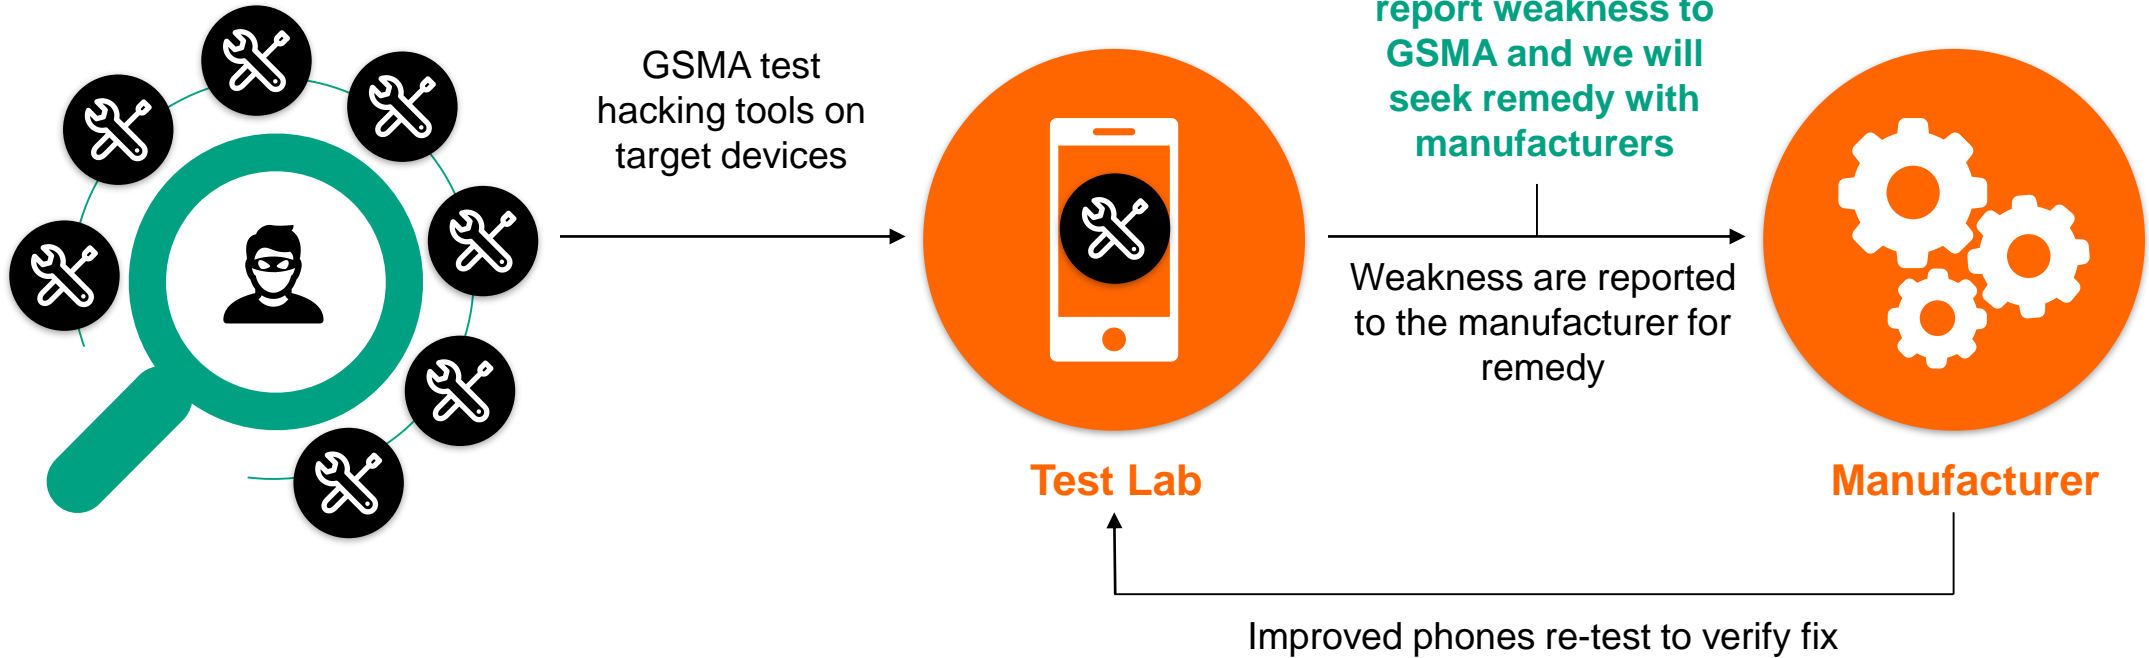 GSMA test
hacking tools on
target devices
report weakness to
GSMA and we will
seek remedy with
manufacturers
Weakness are reported
to the manufacturer for
remedy
Test Lab
Manufacturer
Improved phones re-test to verify fix